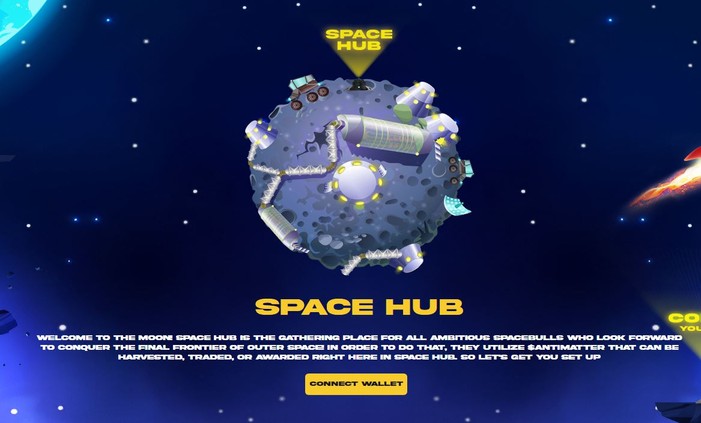 SPACE
HUB
SPACE HUB
CO
YOU
WELCOME TO THE MOON! SPACE HUB IS THE GATHERING PLACE FOR ALL AMBITIOUS SPACEBULLS WHO LOOK FORWARD
TO CONQUER THE FINAL FRONTIER OF OUTER SPACE! IN ORDER TO DO THAT, THEY UTILIZE $ANTIMATTER THAT CAN BE
HARVESTED, TRADED, OR AWARDED RIGHT HERE IN SPACE HUB. SO LET'S GET YOU SET UP
CONNECT WALLET